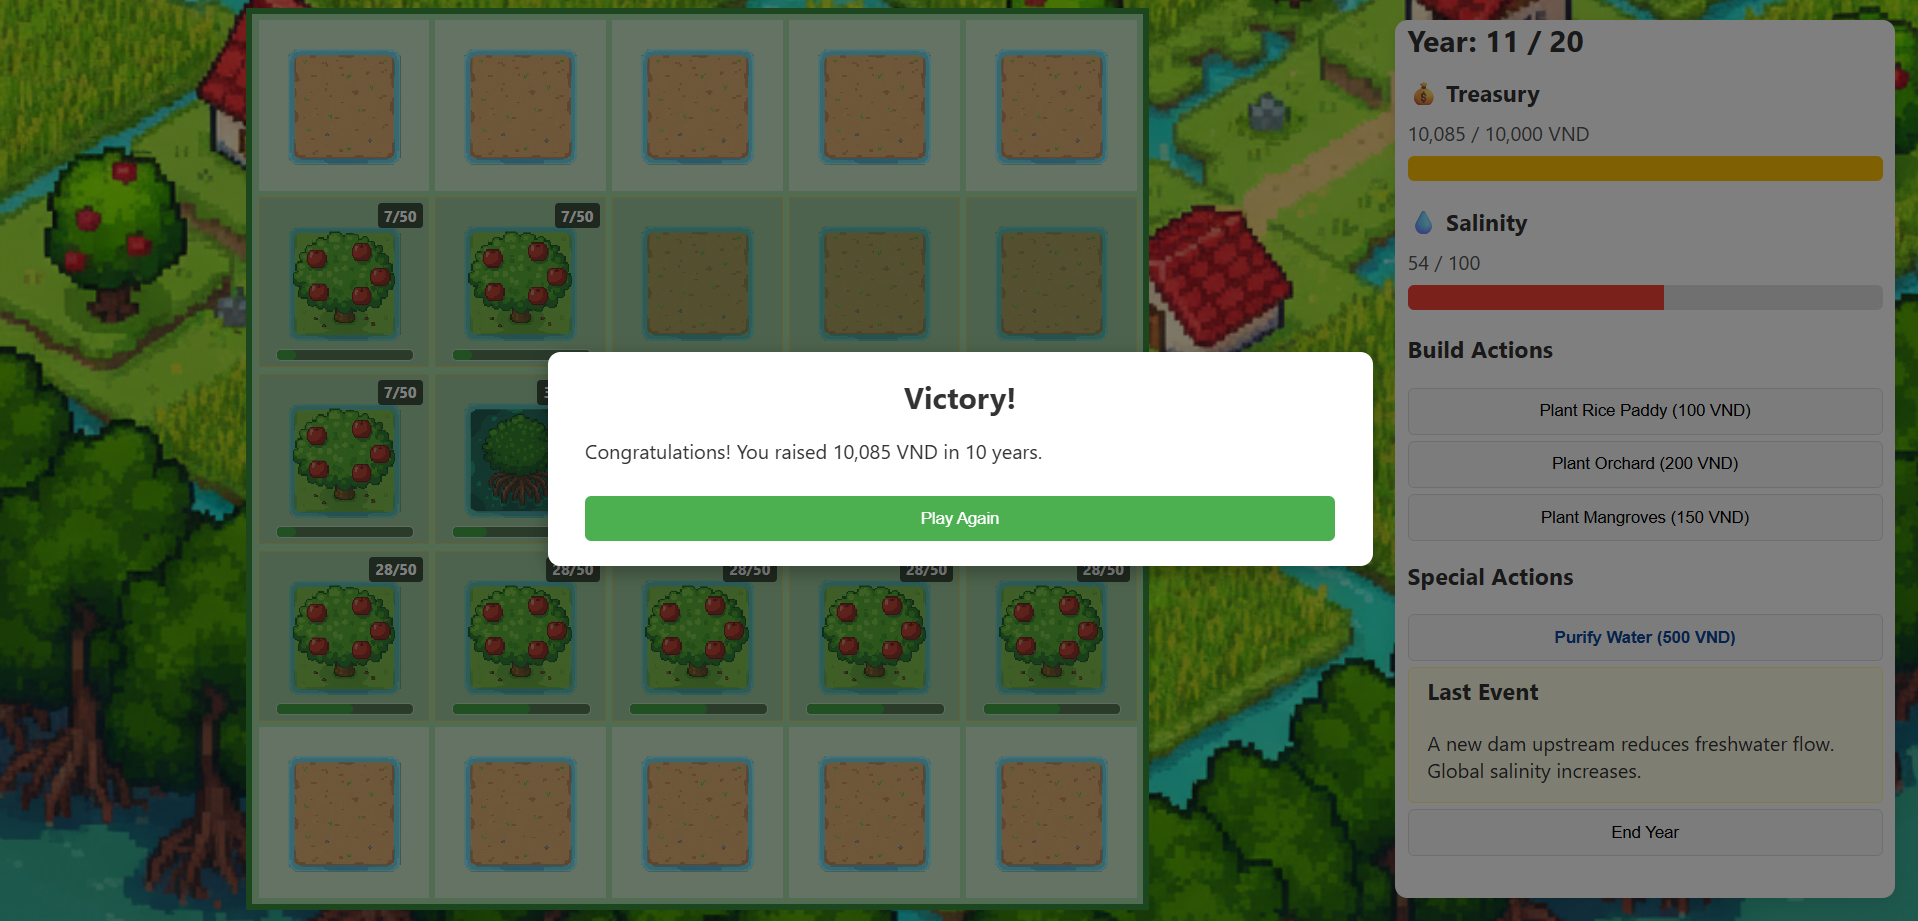 7/50
7/50
7/50
28/50
28/50
28/50
28/50
28/50
Victory!
Congratulations! You raised 10,085 VND in 10 years.
Play Again
Year: 11 / 20
Treasury
10,085 / 10,000 VND
Salinity
54 / 100
Build Actions
Plant Rice Paddy (100 VND)
Plant Orchard (200 VND)
Plant Mangroves (150 VND)
Special Actions
Purify Water (500 VND)
Last Event
A new dam upstream reduces freshwater flow.
Global salinity increases.
End Year